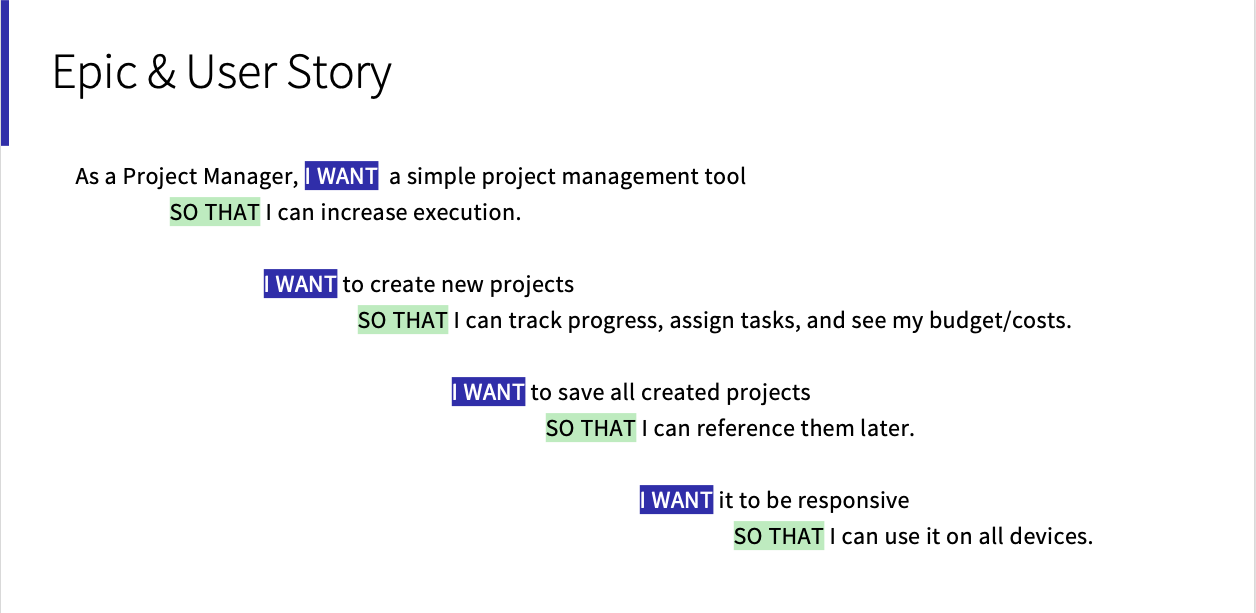 Epic & User Story
As a Project Manager, I WANT a simple project management tool
SO THAT I can increase execution.
I WANT to create new projects
SO THAT I can track progress, assign tasks, and see my budget/costs.
I WANT to save all created projects
SO THAT I can reference them later.
I WANT it to be responsive
SO THAT I can use it on all devices.